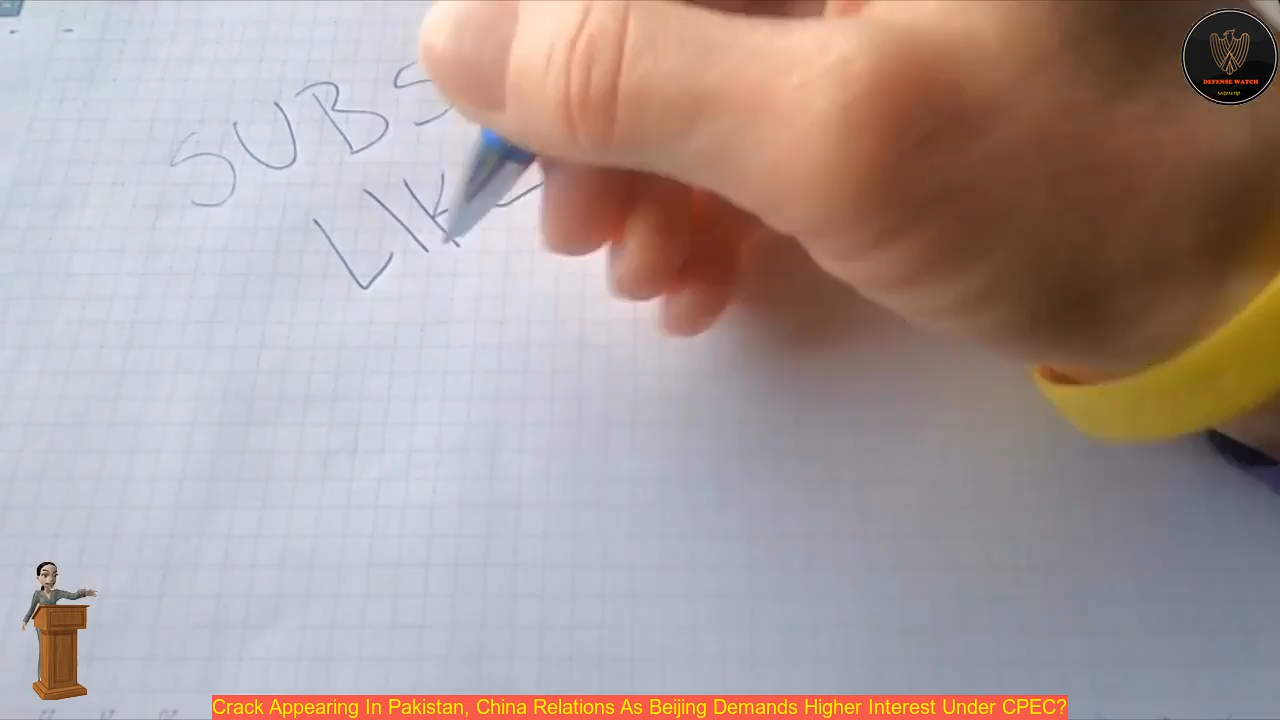 DEFENSE WATCH
SUBS
LIK
Crack Appearing In Pakistan, China Relations As Beijing Demands Higher Interest Under CPEC?